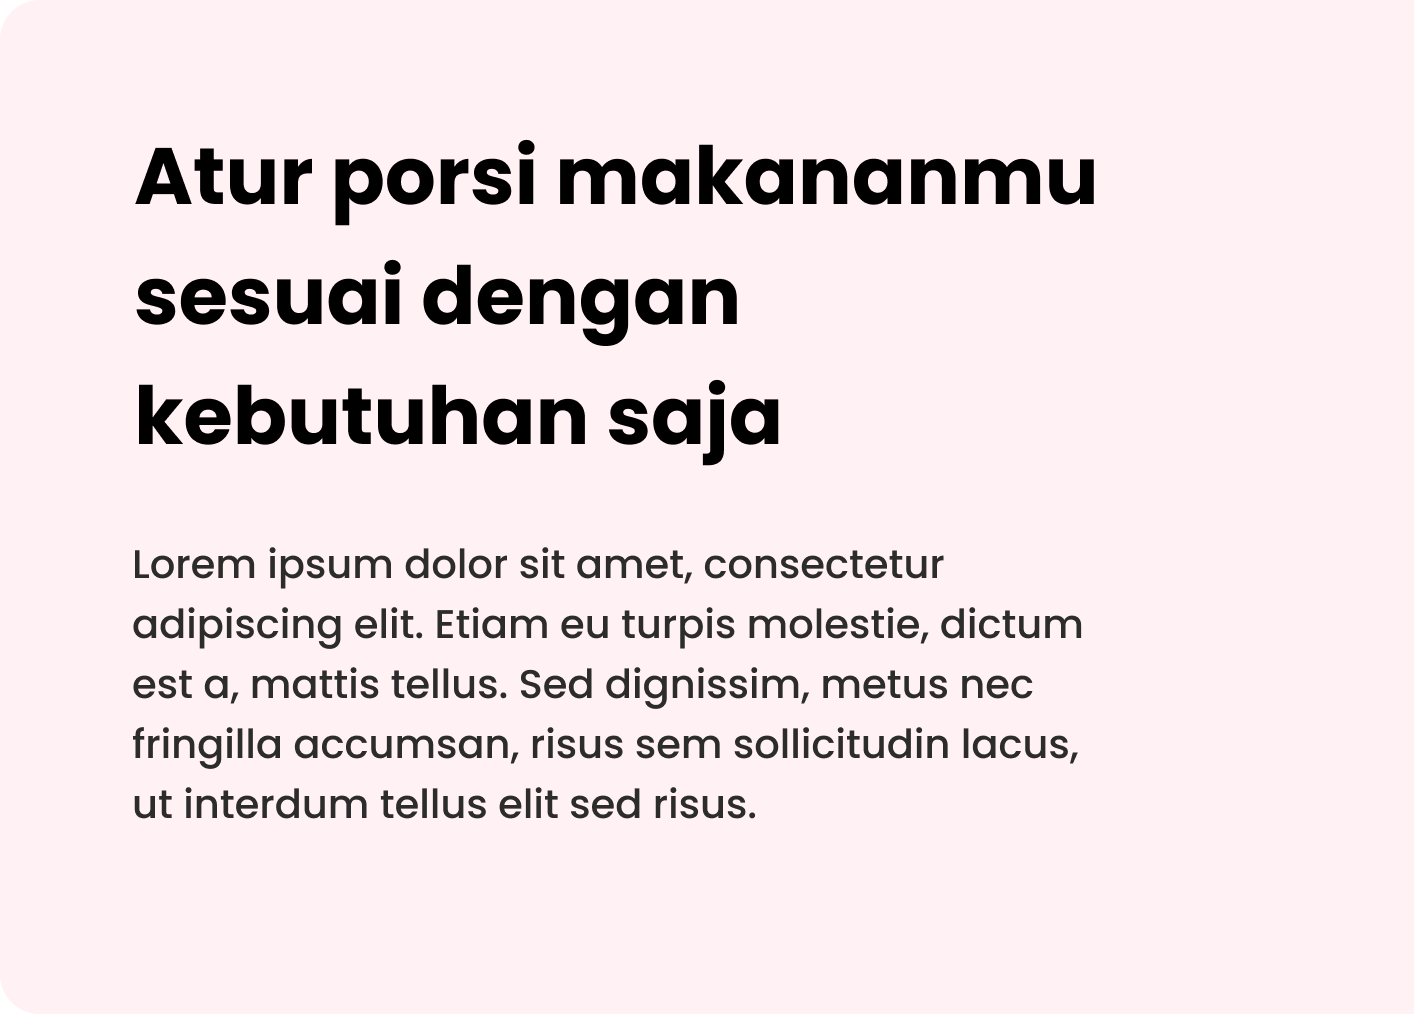 Atur porsi makananmu
sesuai dengan
kebutuhan saja
Lorem ipsum dolor sit amet, consectetur
adipiscing elit. Etiam eu turpis molestie, dictum
est a, mattis tellus. Sed dignissim, metus nec
fringilla accumsan, risus sem sollicitudin lacus,
ut interdum tellus elit sed risus.